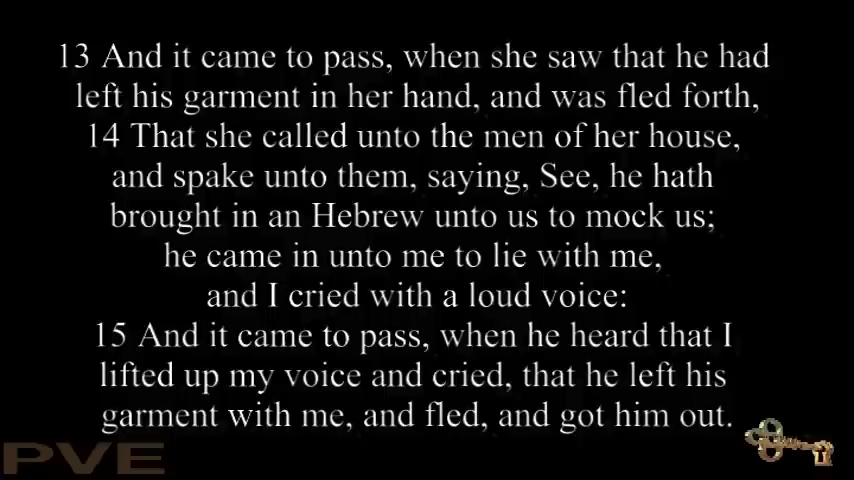 13 And it came to pass, when she saw that he had
left his garment in her hand, and was fled forth,
14 That she called unto the men of her house,
and spake unto them, saying, See, he hath
brought in an Hebrew unto us to mock us;
he came in unto me to lie with me,
and I cried with a loud voice:
15 And it came to pass, when he heard that I
lifted up my voice and cried, that he left his
garment with me, and fled, and got him out.
PVE